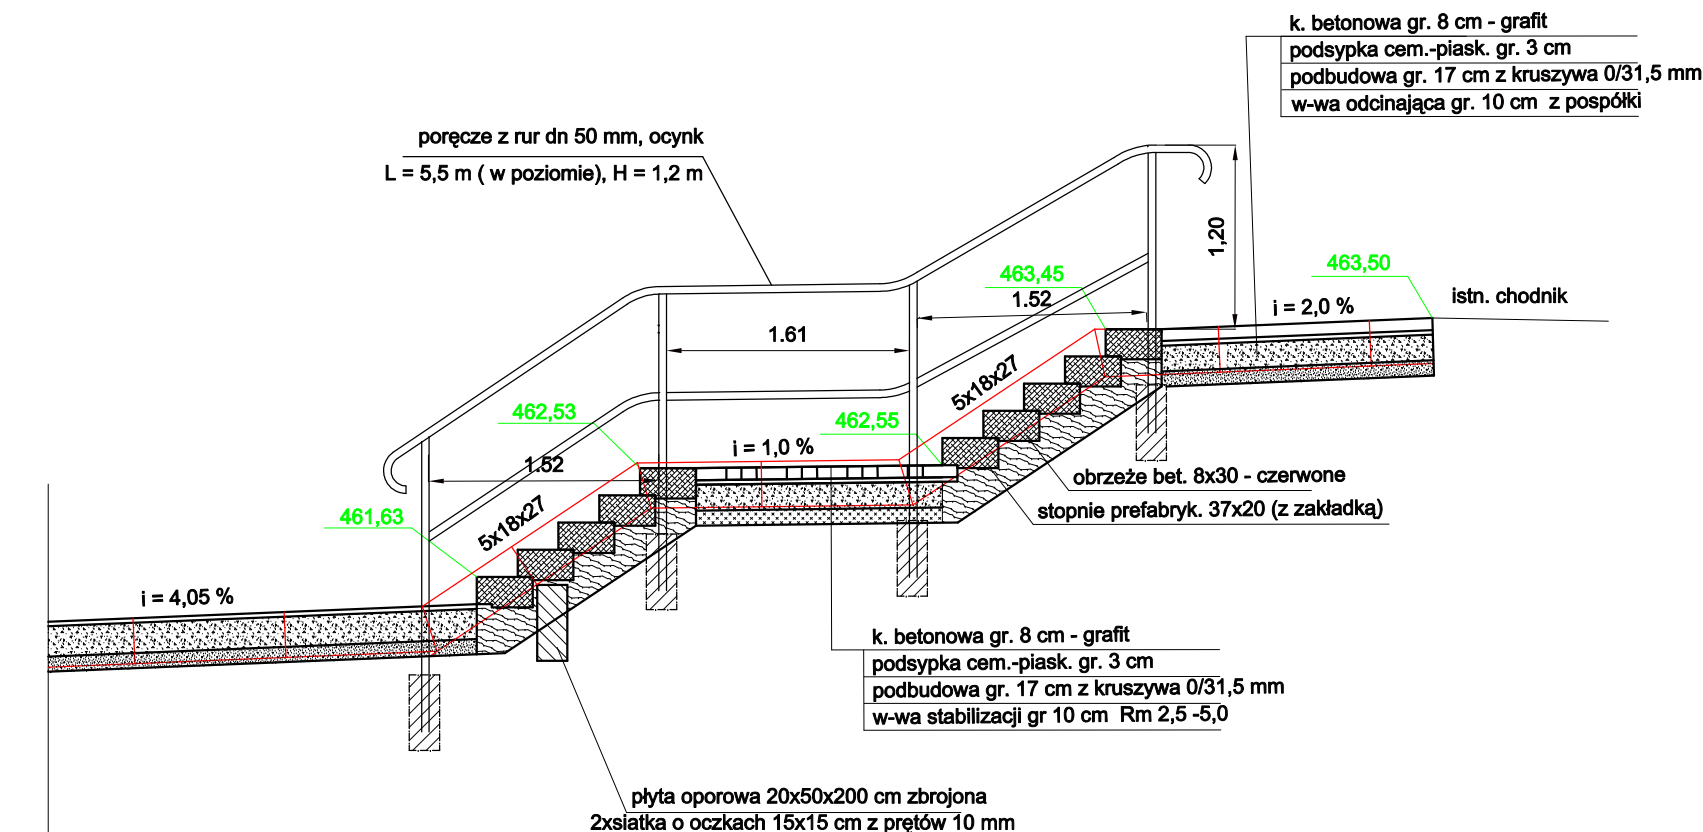 k. betonowa gr. 8 cm - grafit
podsypka cem.-piask. gr. 3 cm
podbudowa gr. 17 cm z kruszywa 0/31,5 mm
w-wa odcinająca gr. 10 cm z pospółki
poręcze z rur dn 50 mm, ocynk
L = 5,5 m ( w poziomie), H = 1,2 m
1,20
463,45
463,50
1.52
i = 2,0 %
istn. chodnik
1.61
5x18x27
462,53
462,55
i = 1,0 %
1.52
obrzeże bet. 8x30 - czerwone
stopnie prefabryk. 37x20 (z zakładką)
461,63
5x18x27
i = 4,05 %
k. betonowa gr. 8 cm - grafit
podsypka cem.-piask. gr. 3 cm
podbudowa gr. 17 cm z kruszywa 0/31,5 mm
w-wa stabilizacji gr 10 cm Rm 2,5 -5,0
płyta oporowa 20x50x200 cm zbrojona
2xsiatka o oczkach 15x15 cm z prętów 10 mm